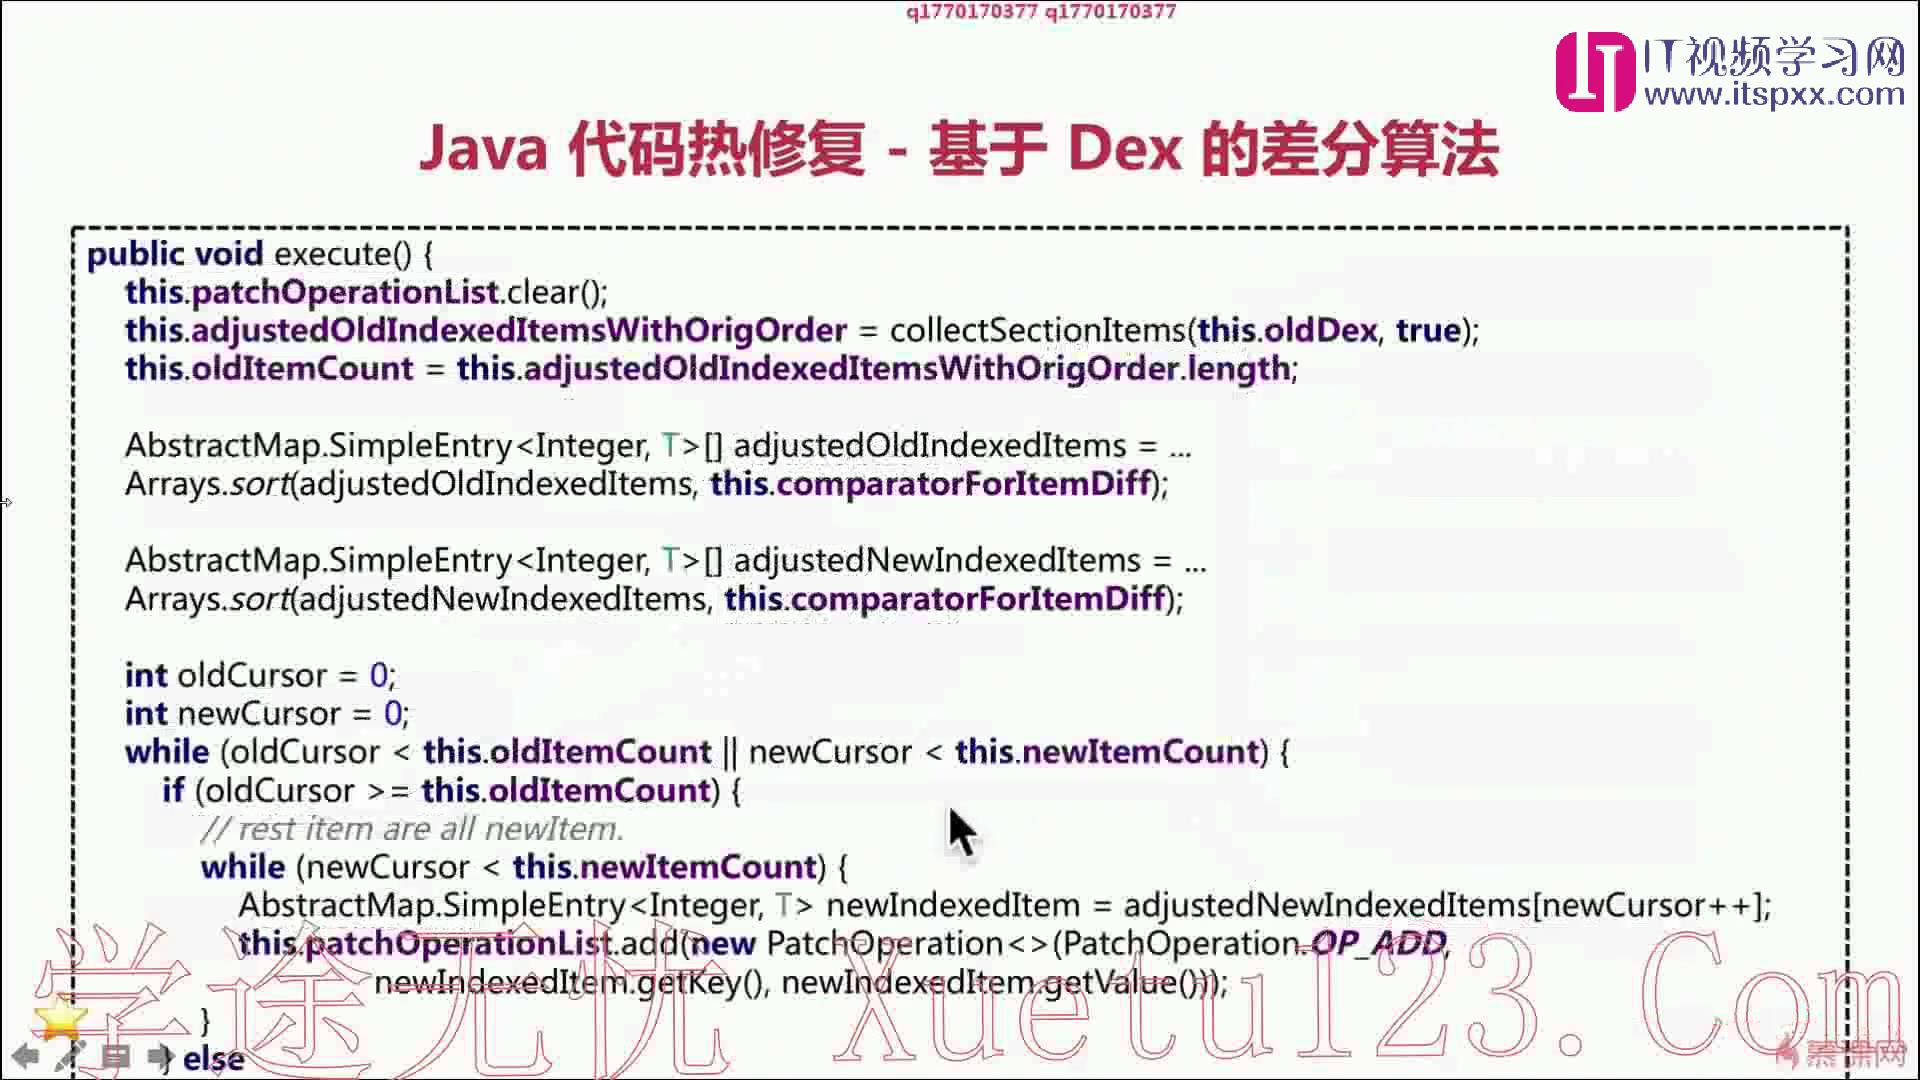 q1770170377 q1770170377
IT视频学习网
www.itspxx.com
Java 代码热修复 - 基于 Dex 的差分算法
public void execute() {
this.patchOperationList.clear();
this.adjustedOldIndexedItemsWithOrigOrder = collectSectionItems(this.oldDex, true);
this.oldItemCount = this.adjustedOldIndexedItemsWithOrigOrder.length;
AbstractMap.SimpleEntry<Integer, T>[] adjustedOldIndexedItems = ...
Arrays.sort(adjustedOldIndexedItems, this.comparatorForItemDiff);
AbstractMap.SimpleEntry<Integer, T>[] adjustedNewIndexedItems = ...
Arrays.sort(adjustedNewIndexedItems, this.comparatorForItemDiff);
int oldCursor = 0;
int newCursor = 0;
while (oldCursor < this.oldItemCount || newCursor < this.newItemCount) {
if (oldCursor >= this.oldItemCount) {
// rest item are all newItem.
while (newCursor < this.newItemCount) {
AbstractMap.SimpleEntry<Integer, T> newIndexedItem = adjustedNewIndexedItems[newCursor++];
this.patchOperationList.add(new PatchOperation<>(PatchOperation.OP_ADD,
newIndexedItem.getKey(), newIndexedItem.getValue()));
}
} else
学途无忧 Xuetu123.Com
慕课网